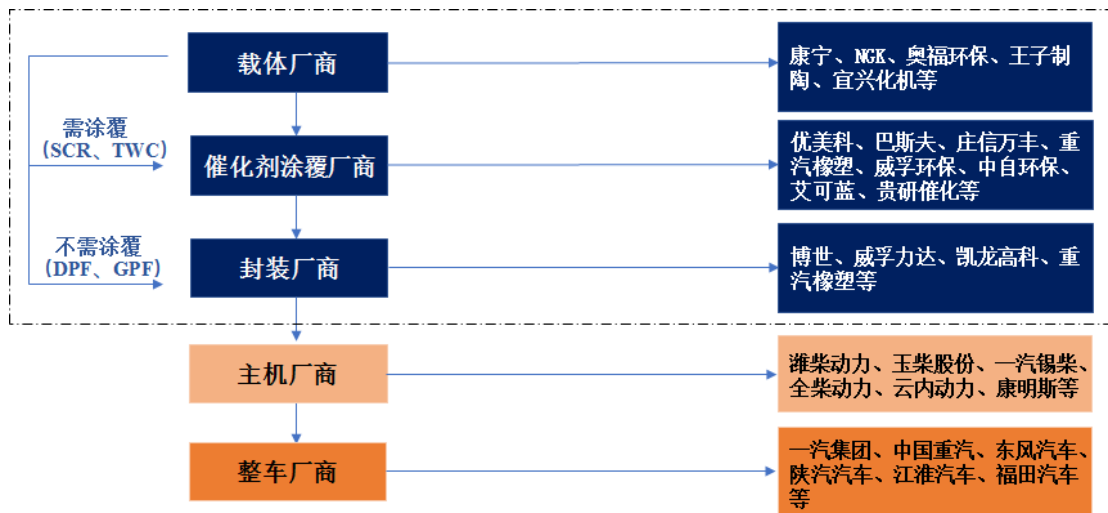 载体厂商
康宁、NGK、奥福环保、王子制
陶、宜兴化机等
需涂覆
(SCR、TWC)
催化剂涂覆厂商
优美科、巴斯夫、庄信万丰、重
汽橡塑、威孚环保、中自环保、
艾可蓝、贵研催化等
不需涂覆
(DPF、GPF)
封装厂商
博世、威孚力达、凯龙高科、重
汽橡塑等
主机厂商
潍柴动力、玉柴股份、一汽锡柴、
全柴动力、云内动力、康明斯等
整车厂商
一汽集团、中国重汽、东风汽车、
陕汽汽车、江淮汽车、福田汽车
等